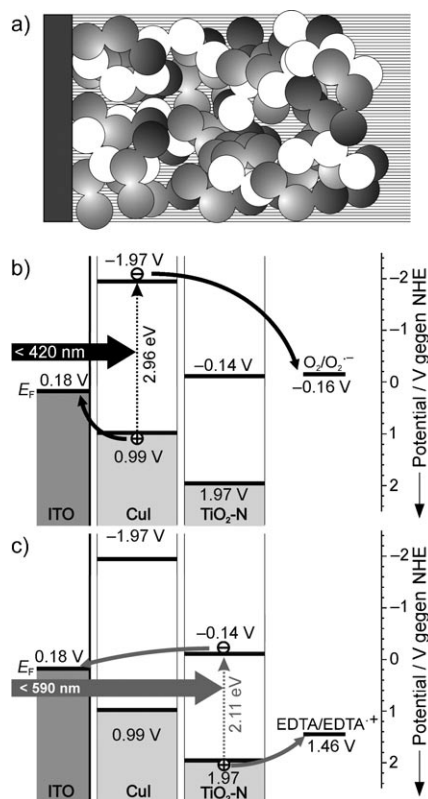 a)
b)
–1.97 V
–2
–1
< 420 nm
2.96 eV
–0.14 V
O₂/O₂·–
–0.16 V
0
E_F
0.18 V
1
0.99 V
1.97 V
2
ITO
CuI
TiO₂-N
Potential / V gegen NHE
c)
–1.97 V
–2
–1
–0.14 V
E_F
0.18 V
0
< 590 nm
2.11 eV
EDTA/EDTA·+
1.46 V
1
0.99 V
1.97
2
ITO
CuI
TiO₂-N
Potential / V gegen NHE